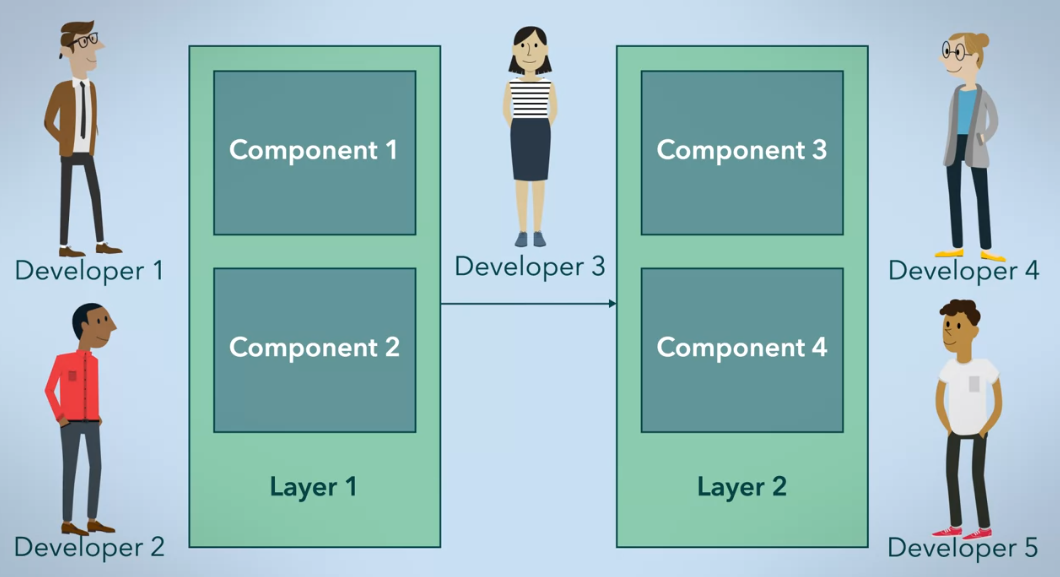 Component 1
Component 3
Developer 1
Developer 3
Developer 4
Component 2
Component 4
Layer 1
Layer 2
Developer 2
Developer 5